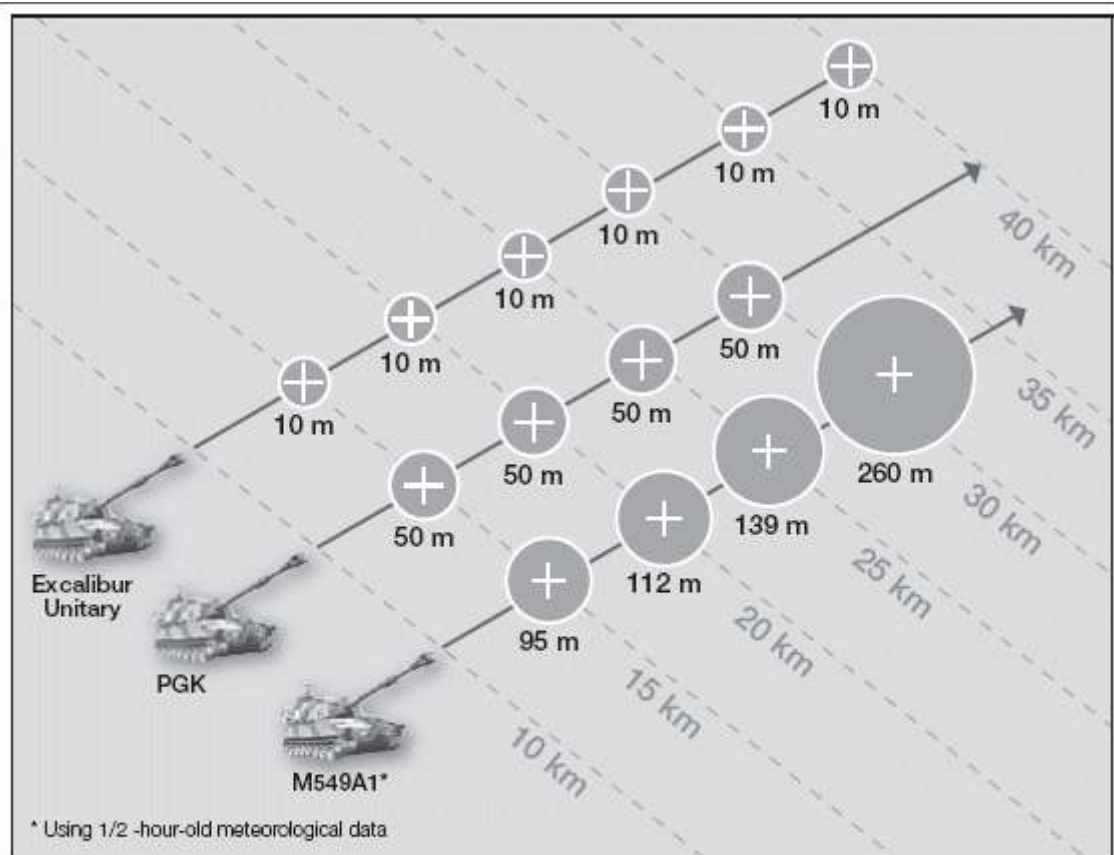 10 m
10 m
10 m
10 m
10 m
10 m
Excalibur
Unitary
50 m
50 m
50 m
50 m
PGK
95 m
112 m
139 m
260 m
M549A1*
10 km
15 km
20 km
25 km
30 km
35 km
40 km
* Using 1/2 -hour-old meteorological data